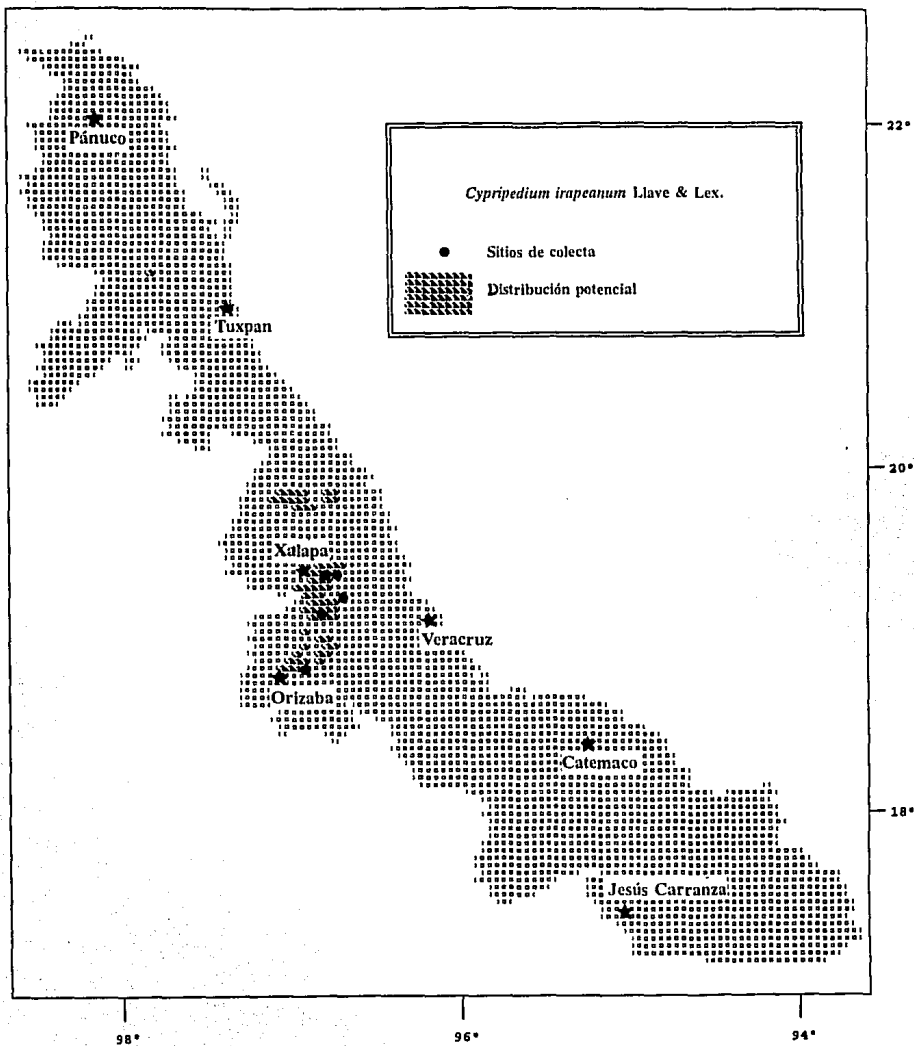 Pánuco
22°
Cypripedium irapeanum Llave & Lex.
Sitios de colecta
Distribución potencial
Tuxpan
20°
Xalapa
Veracruz
Orizaba
Catemaco
18°
Jesús Carranza
98°
96°
94°